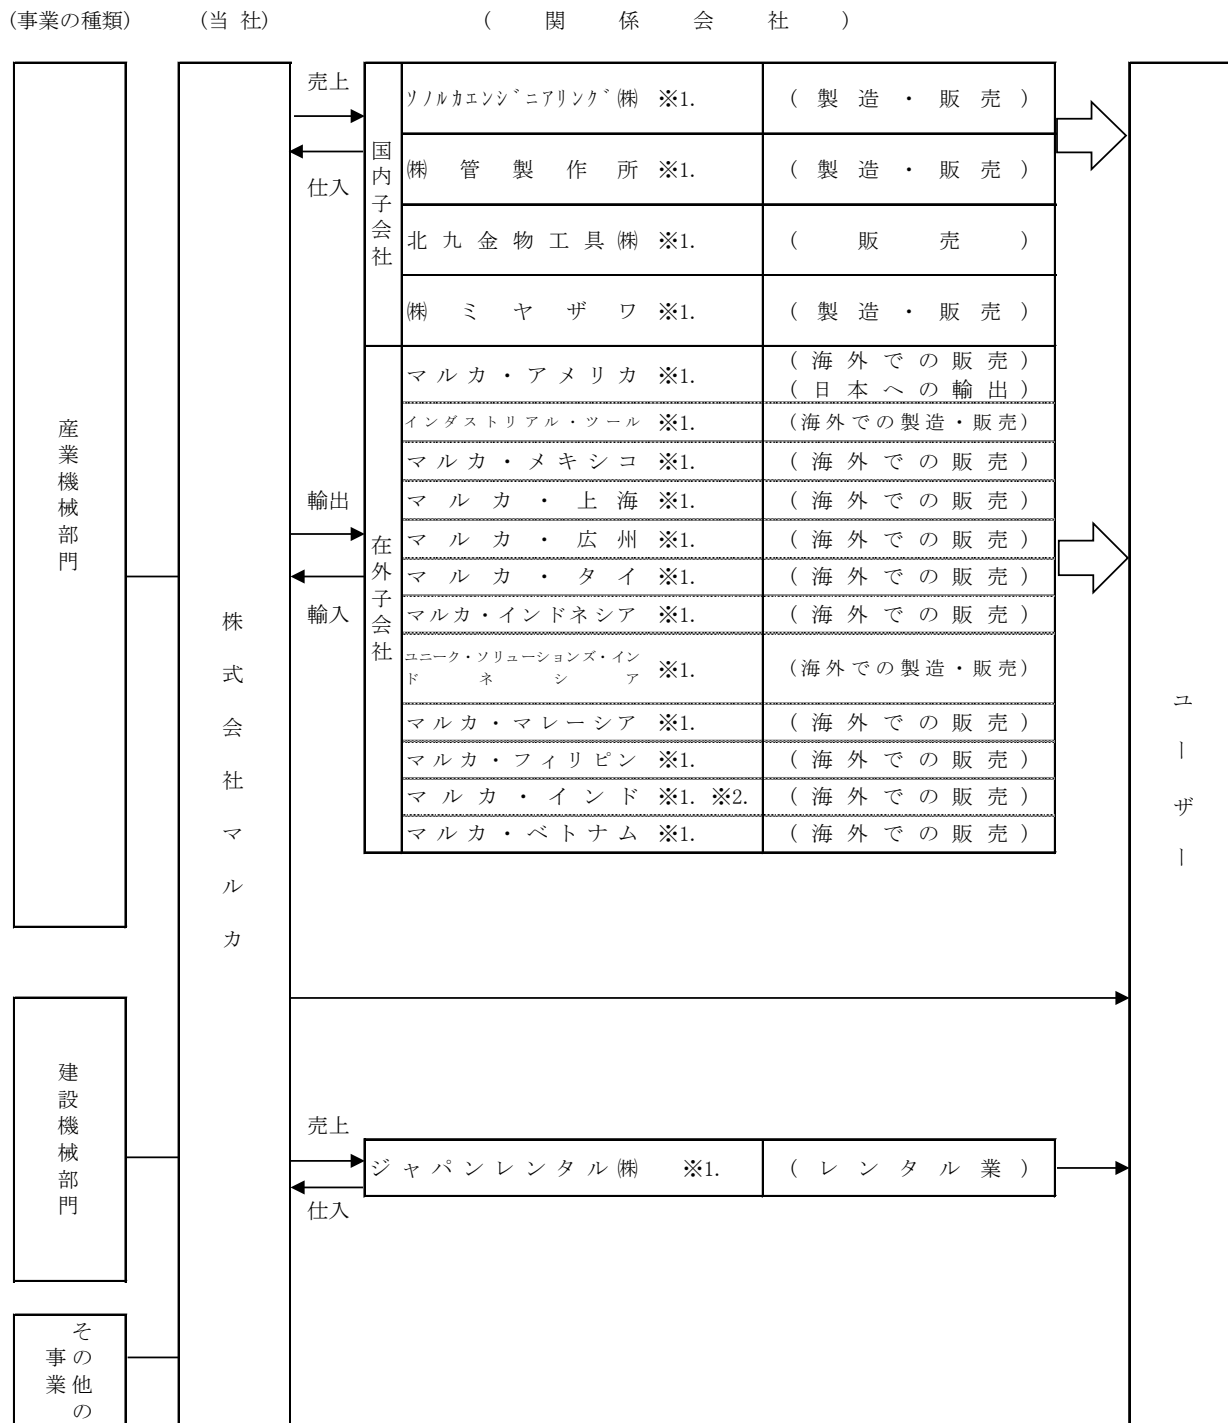 (事業の種類) (当 社) ( 関 係 会 社 )
産業機械部門
建設機械部門
その他の
事業
株式会社マルカ
売上
仕入
輸出
輸入
売上
仕入
国内子会社
ソノルカエンジニアリング㈱ ※1. (製造・販売)
㈱管製作所 ※1. (製造・販売)
北九金物工具㈱ ※1. (販売)
㈱ミヤザワ ※1. (製造・販売)
在外子会社
マルカ・アメリカ ※1. (海外での販売)
(日本への輸出)
インダストリアル・ツール ※1. (海外での製造・販売)
マルカ・メキシコ ※1. (海外での販売)
マルカ・上海 ※1. (海外での販売)
マルカ・広州 ※1. (海外での販売)
マルカ・タイ ※1. (海外での販売)
マルカ・インドネシア ※1. (海外での販売)
ユニーク・ソリューションズ・イン
ドネシア ※1. (海外での製造・販売)
マルカ・マレーシア ※1. (海外での販売)
マルカ・フィリピン ※1. (海外での販売)
マルカ・インド ※1. ※2. (海外での販売)
マルカ・ベトナム ※1. (海外での販売)
ジャパンレンタル㈱ ※1. (レンタル業)
ユーザー